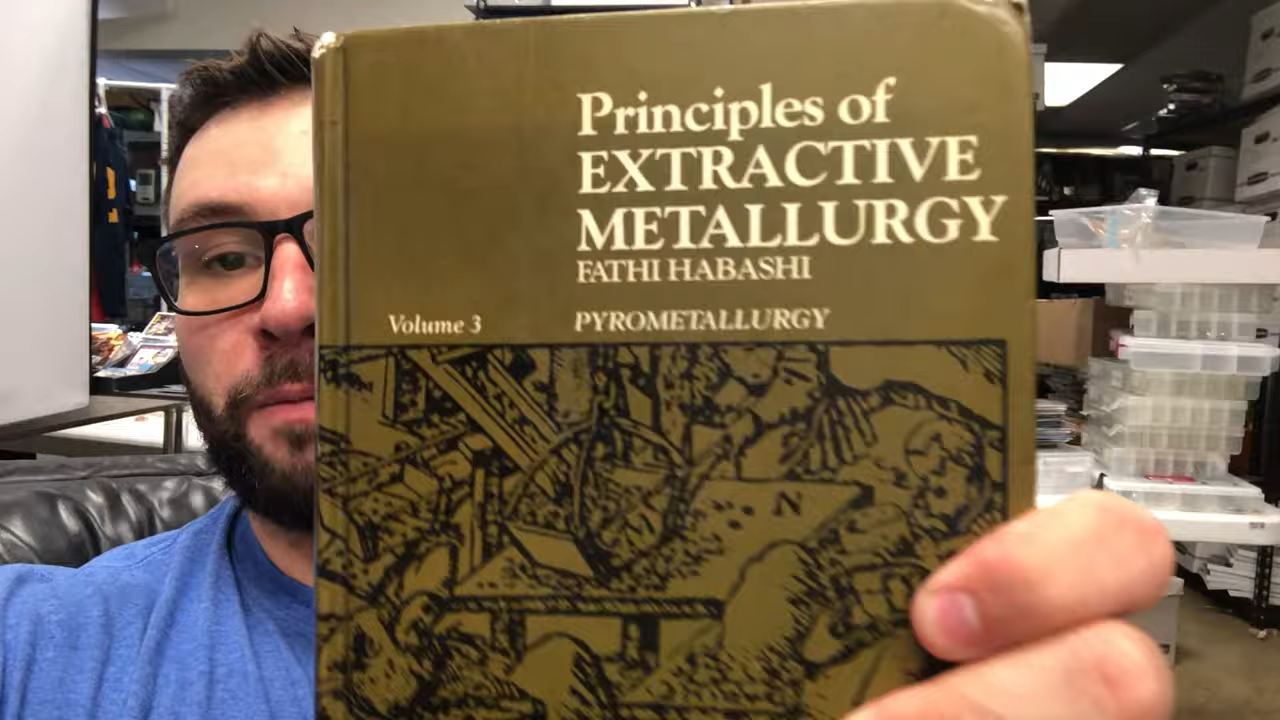 Principles of
EXTRACTIVE
METALLURGY
FATHI HABASHI
Volume 3 PYROMETALLURGY
N